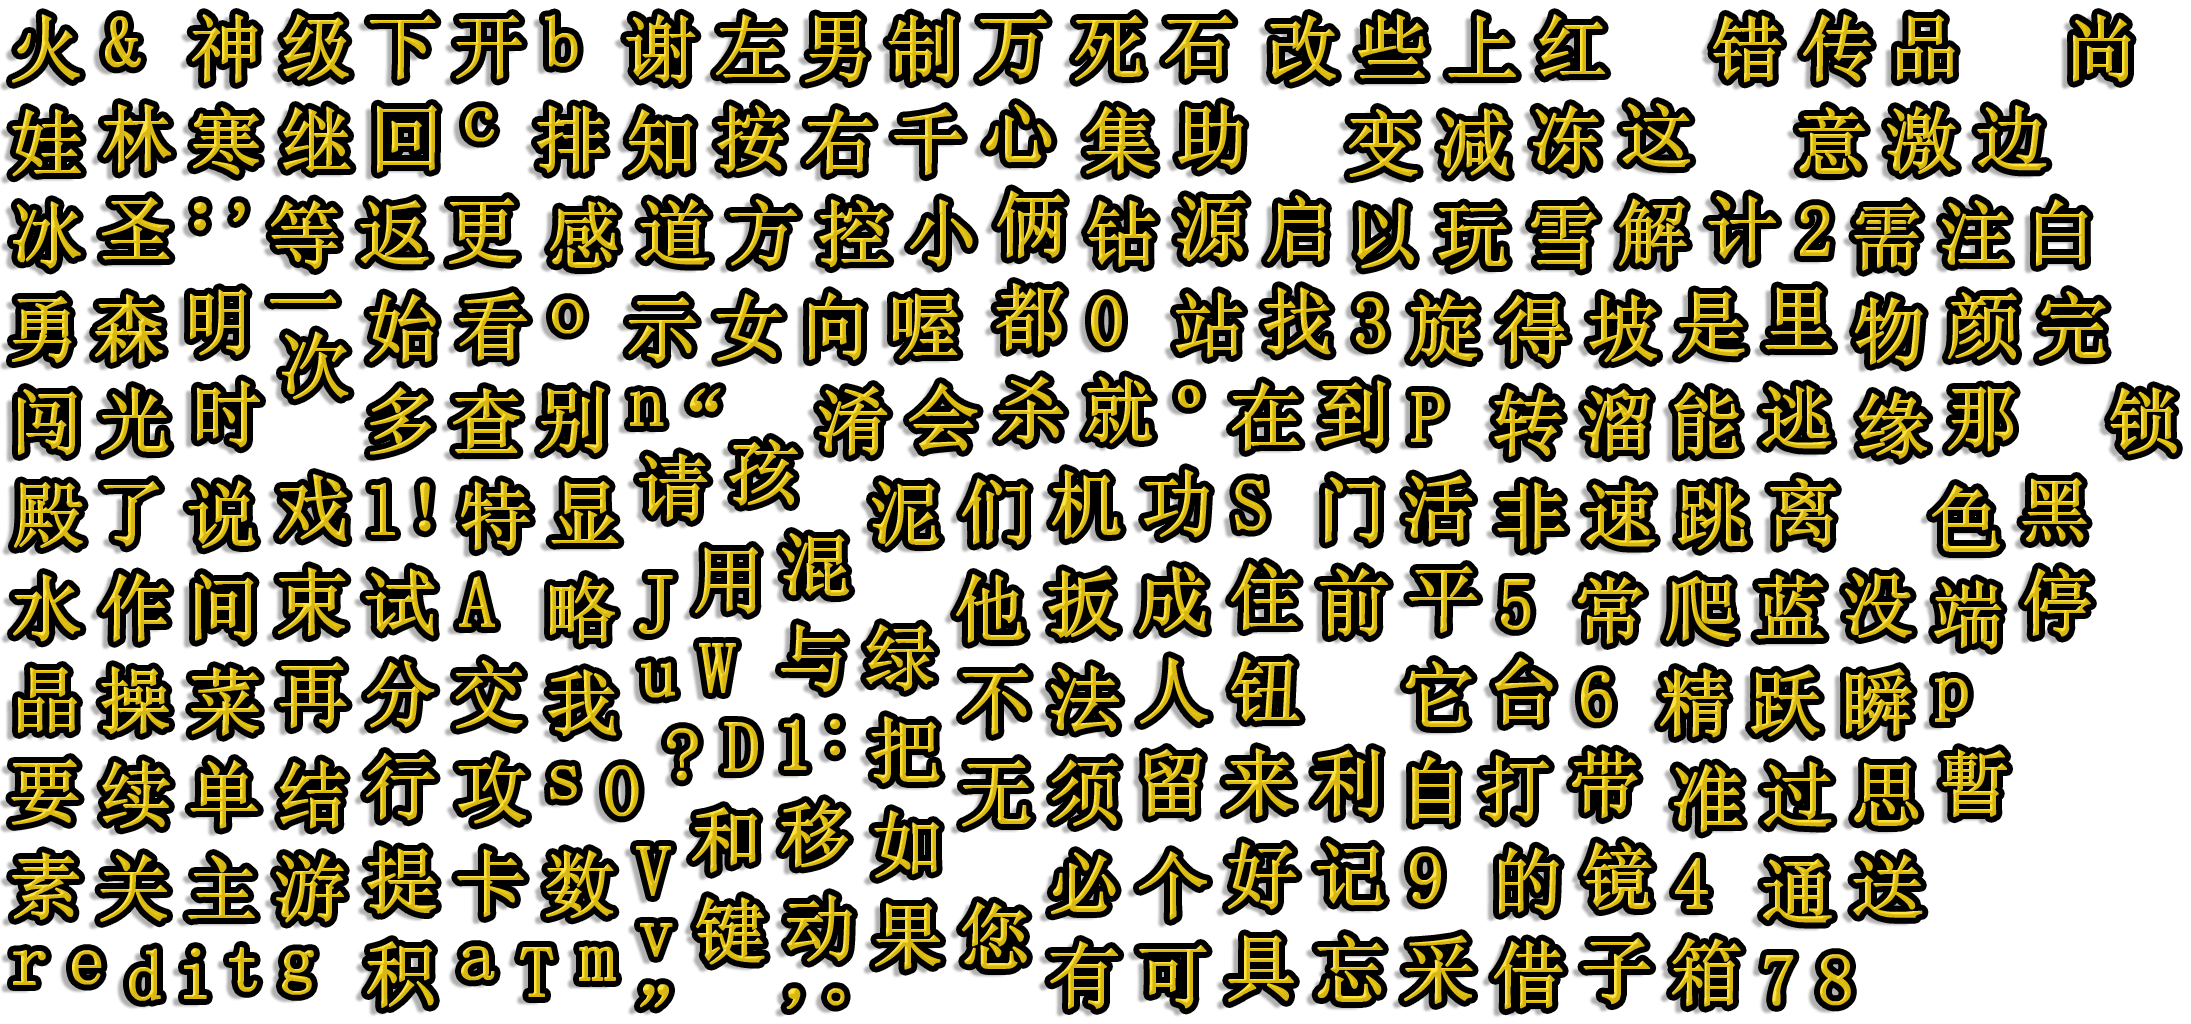 火&神级下开b谢左男制万死石改些上红错传品尚
娃林寒继回c排知按右千心集助变减冻这意激边
冰圣:’等返更感道方控小俩钻源启以玩雪解计2需注白
勇森明一始看o示女向喔都0站找3旋得坡是里物颜完
闯光时次多查别n“淆会杀就º在到P转溜能逃缘那锁
殿了说戏l!特显请孩泥们机功S门活非速跳离色黑
水作间束试A略J用混他扳成住前平5常爬蓝没端停
晶操菜再分交我uW与绿不法人钮它台6精跃瞬p
要续单结行攻sO?D1:把无须留来利自打带准过思暫
素关主游提卡数V和移如必个好记9的镜4通送
reditg积aTmv键动果您有可具忘采借子箱78
”,。